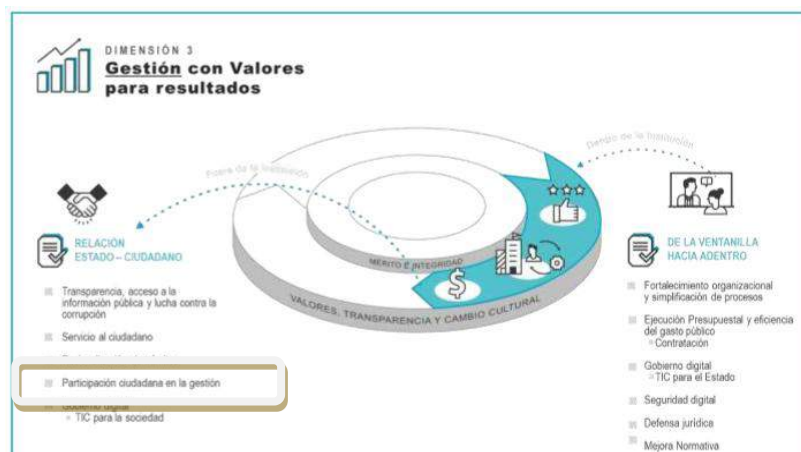 DIMENSIÓN 3
Gestión con Valores
para resultados
Fuera de la Institución
Dentro de la Institución
MÉRITO E INTEGRIDAD
VALORES, TRANSPARENCIA Y CAMBIO CULTURAL
$
RELACIÓN
ESTADO – CIUDADANO
Transparencia, acceso a la
información pública y lucha contra la
corrupción
Servicio al ciudadano
Participación ciudadana en la gestión
Gobierno digital
TIC para la sociedad
DE LA VENTANILLA
HACIA ADENTRO
Fortalecimiento organizacional
y simplificación de procesos
Ejecución Presupuestal y eficiencia
del gasto público
Contratación
Gobierno digital
TIC para el Estado
Seguridad digital
Defensa jurídica
Mejora Normativa